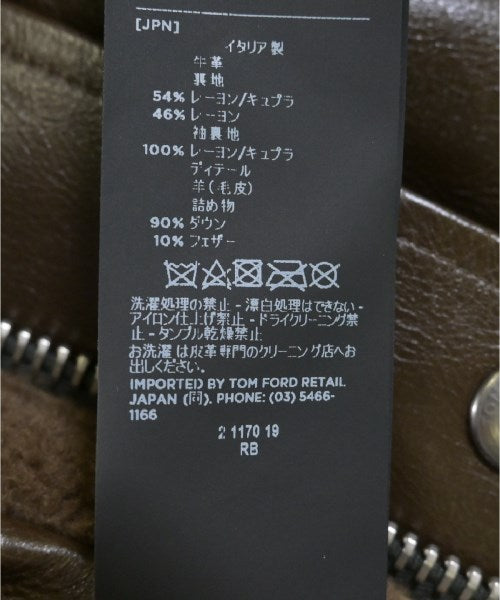 [JPN]
イタリア製
牛革
裏地
54% レーヨン/キュプラ
46% レーヨン
袖裏地
100% レーヨン/キュプラ
ディテール
羊(毛皮)
詰め物
90% ダウン
10% フェザー
洗濯処理の禁止 - 漂白処理はできない -
アイロン仕上げ禁止 - ドライクリーニング禁
止 - タンブル乾燥禁止
お洗濯 は皮革専門のクリーニング店へお
出しください。
IMPORTED BY TOM FORD RETAIL
JAPAN (同). PHONE: (03) 5466-
1166
2 1170 19
RB